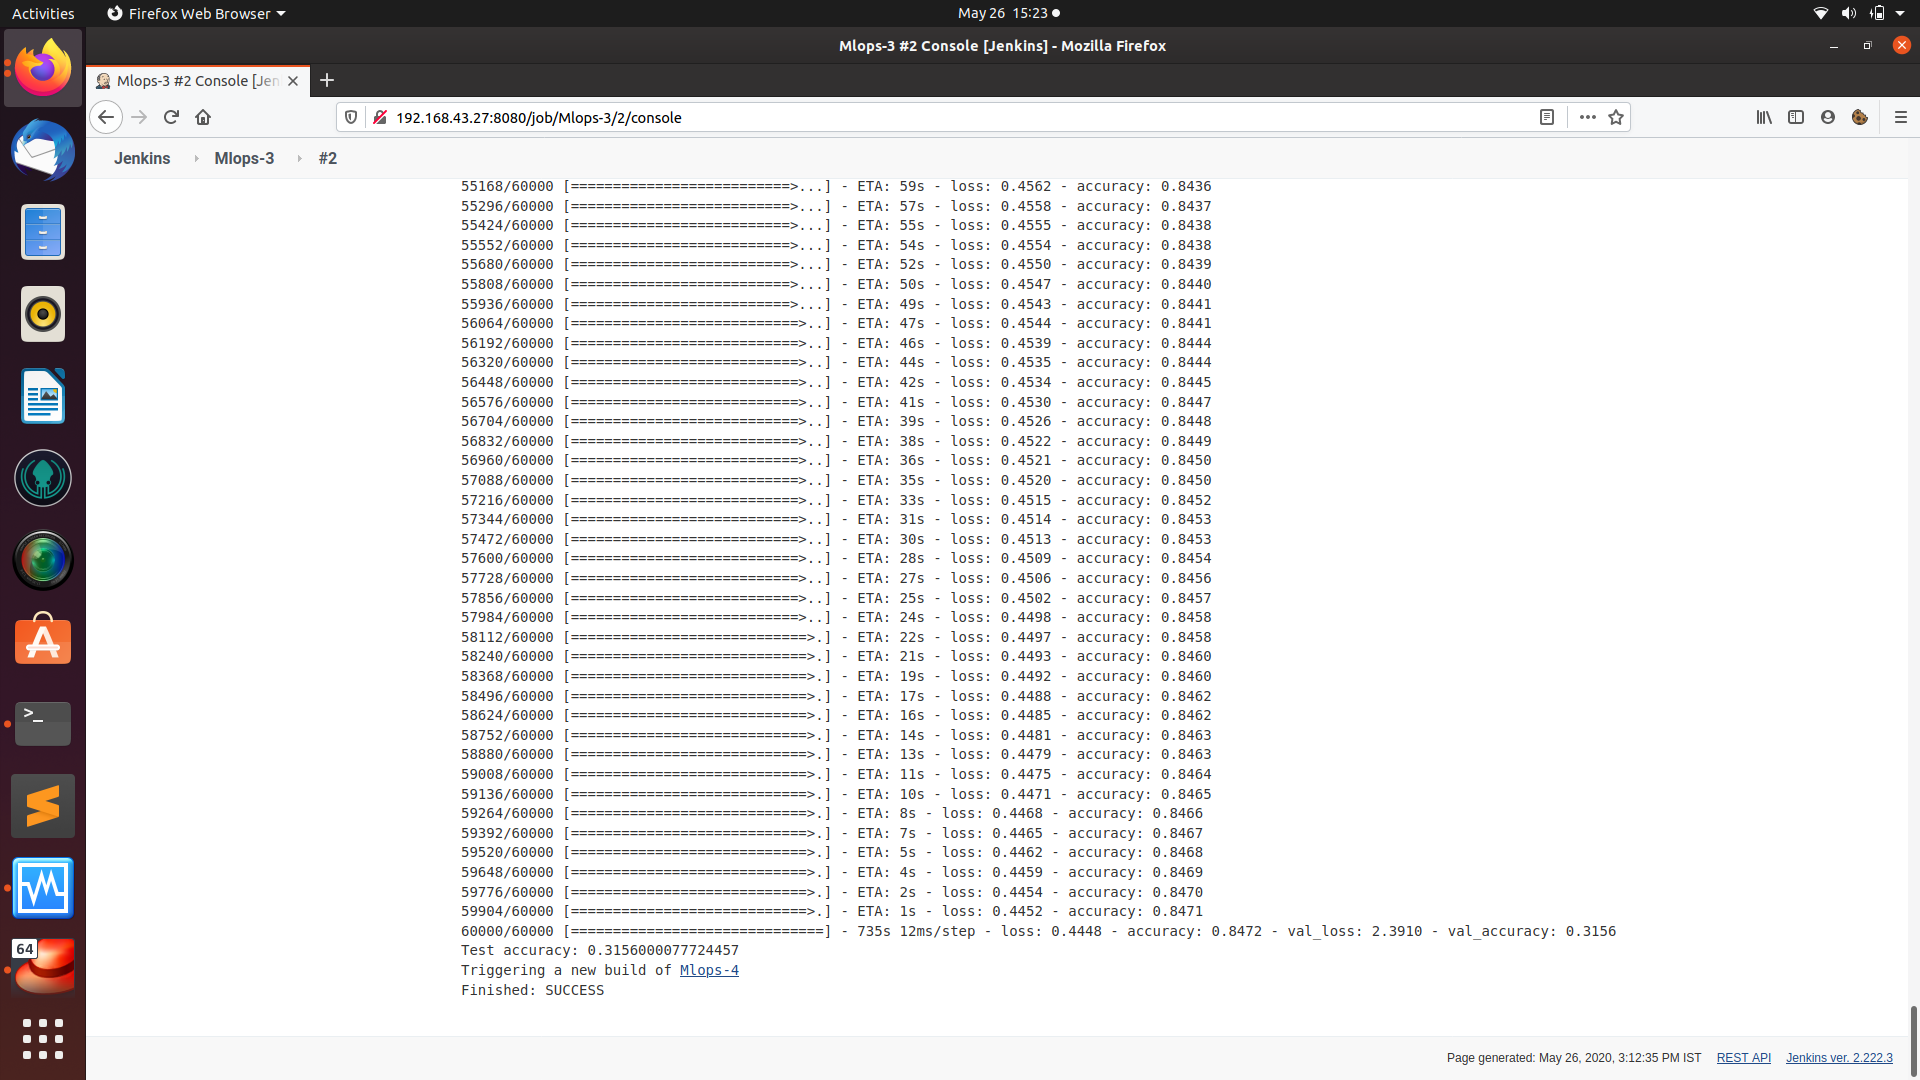 Activities
Firefox Web Browser
May 26 15:23
Mlops-3 #2 Console [Jenkins] - Mozilla Firefox
Mlops-3 #2 Console [Jen
192.168.43.27:8080/job/Mlops-3/2/console
Jenkins
Mlops-3
#2
55168/60000 [==========================>...] - ETA: 59s - loss: 0.4562 - accuracy: 0.8436
55296/60000 [==========================>...] - ETA: 57s - loss: 0.4558 - accuracy: 0.8437
55424/60000 [==========================>...] - ETA: 55s - loss: 0.4555 - accuracy: 0.8438
55552/60000 [==========================>...] - ETA: 54s - loss: 0.4554 - accuracy: 0.8438
55680/60000 [==========================>...] - ETA: 52s - loss: 0.4550 - accuracy: 0.8439
55808/60000 [==========================>...] - ETA: 50s - loss: 0.4547 - accuracy: 0.8440
55936/60000 [==========================>...] - ETA: 49s - loss: 0.4543 - accuracy: 0.8441
56064/60000 [===========================>..] - ETA: 47s - loss: 0.4544 - accuracy: 0.8441
56192/60000 [===========================>..] - ETA: 46s - loss: 0.4539 - accuracy: 0.8444
56320/60000 [===========================>..] - ETA: 44s - loss: 0.4535 - accuracy: 0.8444
56448/60000 [===========================>..] - ETA: 42s - loss: 0.4534 - accuracy: 0.8445
56576/60000 [===========================>..] - ETA: 41s - loss: 0.4530 - accuracy: 0.8447
56704/60000 [===========================>..] - ETA: 39s - loss: 0.4526 - accuracy: 0.8448
56832/60000 [===========================>..] - ETA: 38s - loss: 0.4522 - accuracy: 0.8449
56960/60000 [===========================>..] - ETA: 36s - loss: 0.4521 - accuracy: 0.8450
57088/60000 [===========================>..] - ETA: 35s - loss: 0.4520 - accuracy: 0.8450
57216/60000 [===========================>..] - ETA: 33s - loss: 0.4515 - accuracy: 0.8452
57344/60000 [===========================>..] - ETA: 31s - loss: 0.4514 - accuracy: 0.8453
57472/60000 [===========================>..] - ETA: 30s - loss: 0.4513 - accuracy: 0.8453
57600/60000 [===========================>..] - ETA: 28s - loss: 0.4509 - accuracy: 0.8454
57728/60000 [===========================>..] - ETA: 27s - loss: 0.4506 - accuracy: 0.8456
57856/60000 [===========================>..] - ETA: 25s - loss: 0.4502 - accuracy: 0.8457
57984/60000 [===========================>..] - ETA: 24s - loss: 0.4498 - accuracy: 0.8458
58112/60000 [============================>.] - ETA: 22s - loss: 0.4497 - accuracy: 0.8458
58240/60000 [============================>.] - ETA: 21s - loss: 0.4493 - accuracy: 0.8460
58368/60000 [============================>.] - ETA: 19s - loss: 0.4492 - accuracy: 0.8460
58496/60000 [============================>.] - ETA: 17s - loss: 0.4488 - accuracy: 0.8462
58624/60000 [============================>.] - ETA: 16s - loss: 0.4485 - accuracy: 0.8462
58752/60000 [============================>.] - ETA: 14s - loss: 0.4481 - accuracy: 0.8463
58880/60000 [============================>.] - ETA: 13s - loss: 0.4479 - accuracy: 0.8463
59008/60000 [============================>.] - ETA: 11s - loss: 0.4475 - accuracy: 0.8464
59136/60000 [============================>.] - ETA: 10s - loss: 0.4471 - accuracy: 0.8465
59264/60000 [============================>.] - ETA: 8s - loss: 0.4468 - accuracy: 0.8466
59392/60000 [============================>.] - ETA: 7s - loss: 0.4465 - accuracy: 0.8467
59520/60000 [============================>.] - ETA: 5s - loss: 0.4462 - accuracy: 0.8468
59648/60000 [============================>.] - ETA: 4s - loss: 0.4459 - accuracy: 0.8469
59776/60000 [============================>.] - ETA: 2s - loss: 0.4454 - accuracy: 0.8470
59904/60000 [============================>.] - ETA: 1s - loss: 0.4452 - accuracy: 0.8471
60000/60000 [==============================] - 735s 12ms/step - loss: 0.4448 - accuracy: 0.8472 - val_loss: 2.3910 - val_accuracy: 0.3156
Test accuracy: 0.3156000077724457
Triggering a new build of Mlops-4
Finished: SUCCESS
64
Page generated: May 26, 2020, 3:12:35 PM IST
REST API
Jenkins ver. 2.222.3